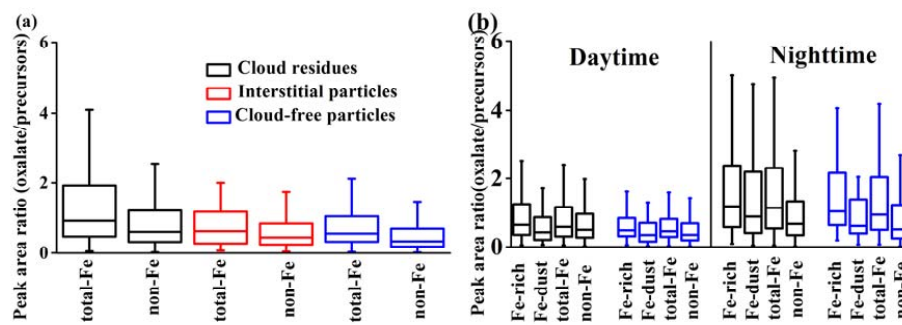 (a)
Peak area ratio (oxalate/precursors)
6
4
2
0
Cloud residues
Interstitial particles
Cloud-free particles
total-Fe
non-Fe
total-Fe
non-Fe
total-Fe
non-Fe
(b)
Peak area ratio(oxalate/precursors)
6
4
2
0
Daytime
Nighttime
Fe-rich
Fe-dust
total-Fe
non-Fe
Fe-rich
Fe-dust
total-Fe
non-Fe
Fe-rich
Fe-dust
total-Fe
non-Fe
Fe-rich
Fe-dust
total-Fe
non-Fe